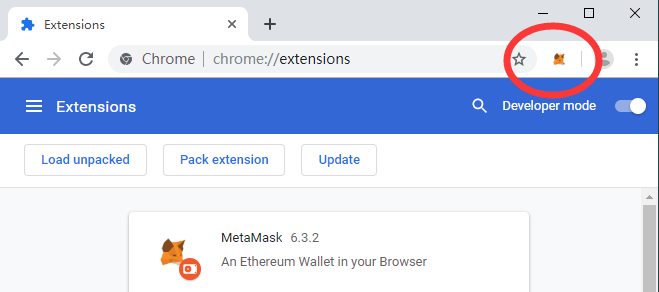 Extensions
Chrome chrome://extensions
Extensions Developer mode
Load unpacked Pack extension Update
MetaMask 6.3.2
An Ethereum Wallet in your Browser